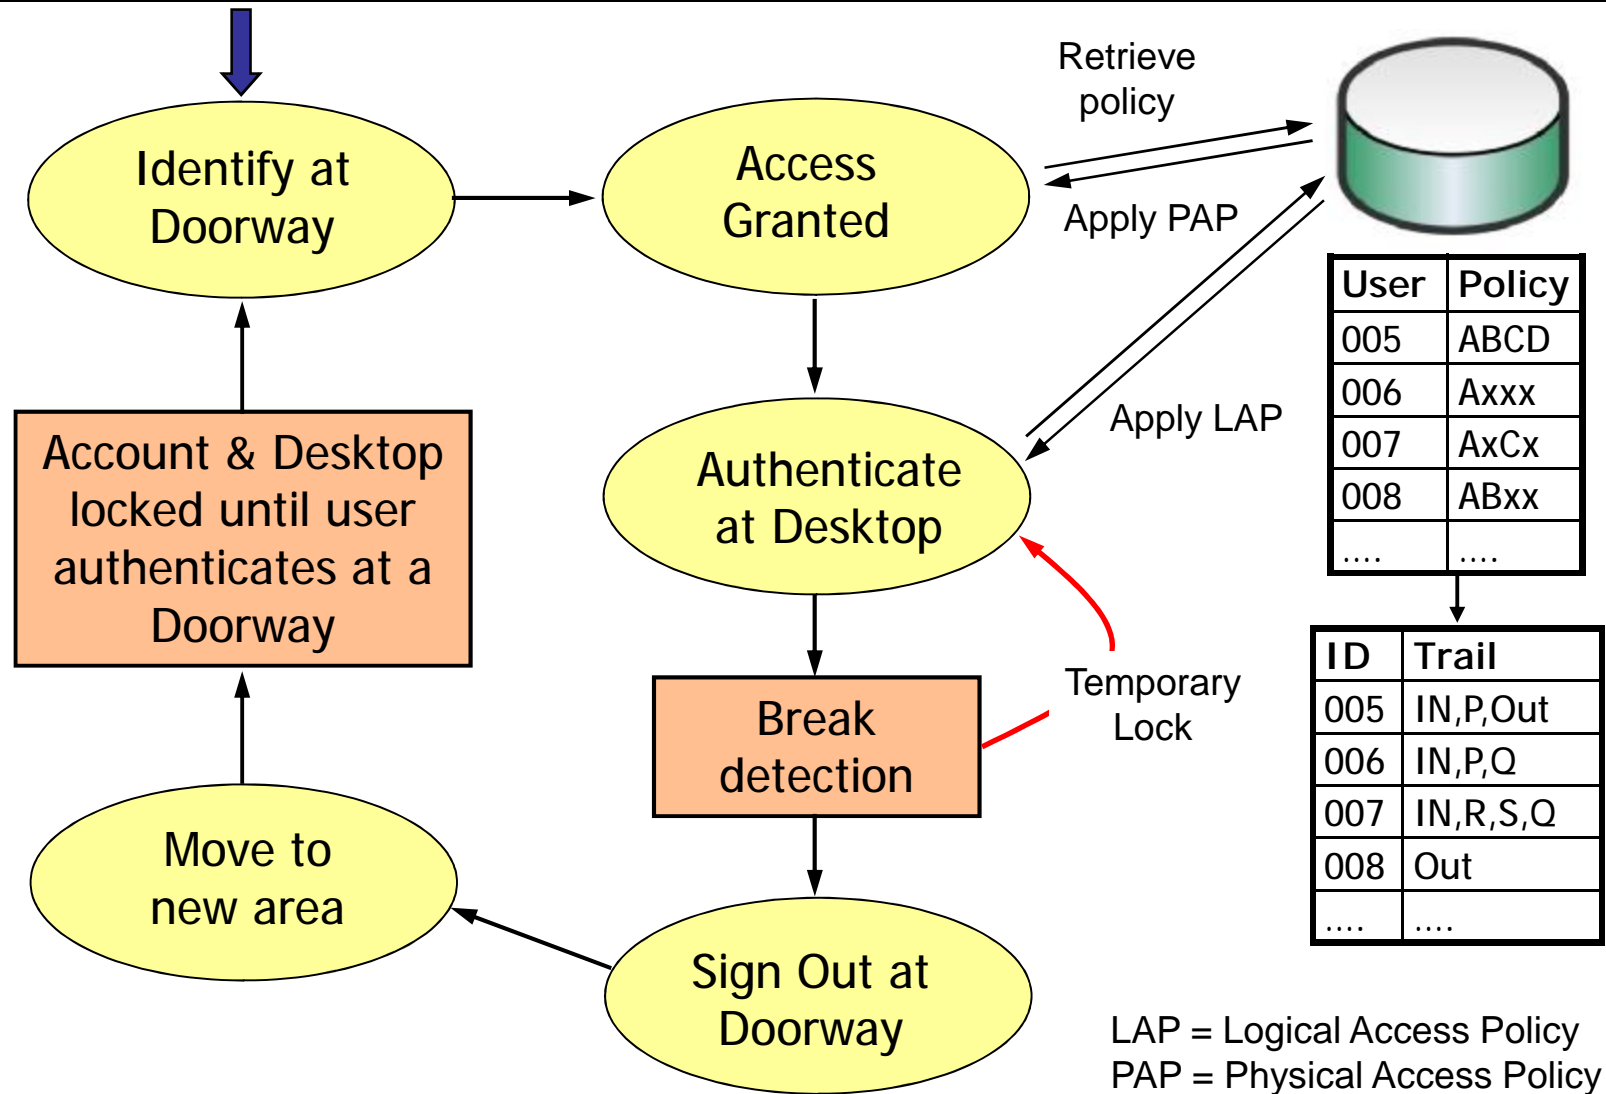 Identify at
Doorway
Access
Granted
Retrieve
policy
Apply PAP
Apply LAP
Authenticate
at Desktop
Account & Desktop
locked until user
authenticates at a
Doorway
Break
detection
Temporary
Lock
Move to
new area
Sign Out at
Doorway
User Policy
005 ABCD
006 Axxx
007 AxCx
008 ABxx
.... ....
ID Trail
005 IN,P,Out
006 IN,P,Q
007 IN,R,S,Q
008 Out
.... ....
LAP = Logical Access Policy
PAP = Physical Access Policy